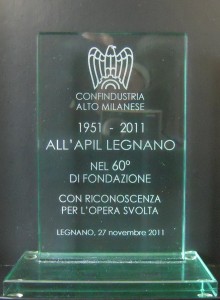 CONFINDUSTRIA
ALTO MILANESE
1951 - 2011
ALL'APIL LEGNANO
NEL 60º
DI FONDAZIONE
CON RICONOSCENZA
PER L'OPERA SVOLTA
LEGNANO, 27 novembre 2011